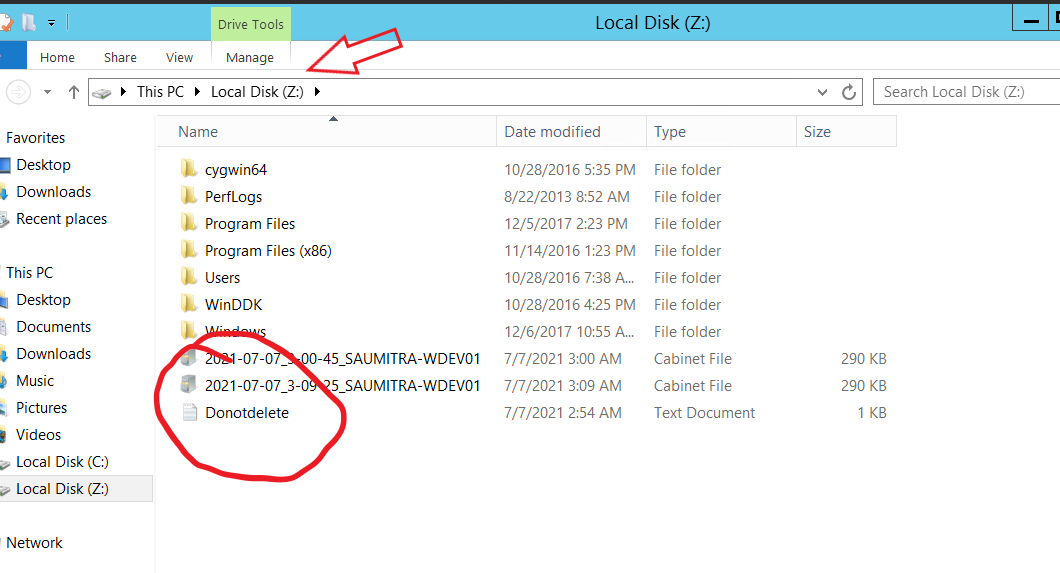 Drive Tools
Local Disk (Z:)
Home Share View Manage
This PC Local Disk (Z:) Search Local Disk (Z:)
Name Date modified Type Size
Favorites
Desktop
Downloads
Recent places
This PC
Desktop
Documents
Downloads
Music
Pictures
Videos
Local Disk (C:)
Local Disk (Z:)
Network
cygwin64 10/28/2016 5:35 PM File folder
PerfLogs 8/22/2013 8:52 AM File folder
Program Files 12/5/2017 2:23 PM File folder
Program Files (x86) 11/14/2016 1:23 PM File folder
Users 10/28/2016 7:38 A... File folder
WinDDK 10/28/2016 4:25 PM File folder
Windows 12/6/2017 10:55 A... File folder
2021-07-07_3-00-45_SAUMITRA-WDEV01 7/7/2021 3:00 AM Cabinet File 290 KB
2021-07-07_3-09-25_SAUMITRA-WDEV01 7/7/2021 3:09 AM Cabinet File 290 KB
Donotdelete 7/7/2021 2:54 AM Text Document 1 KB